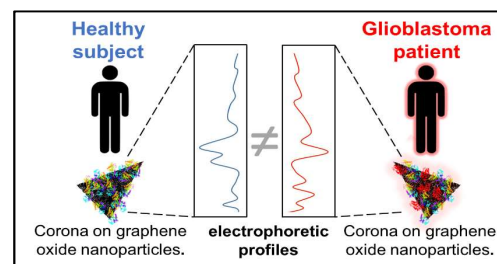 Healthy
subject
Glioblastoma
patient
≠
Corona on graphene
oxide nanoparticles.
electrophoretic
profiles
Corona on graphene
oxide nanoparticles.